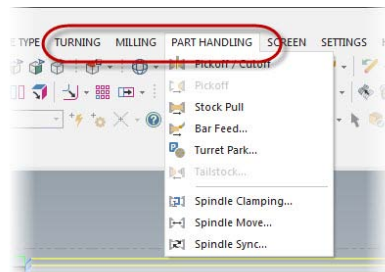 E TYPE TURNING MILLING PART HANDLING SCREEN SETTINGS H
Pickoff / Cutoff
Pickoff
Stock Pull
Bar Feed...
Turret Park...
Tailstock...
Spindle Clamping...
Spindle Move...
Spindle Sync...